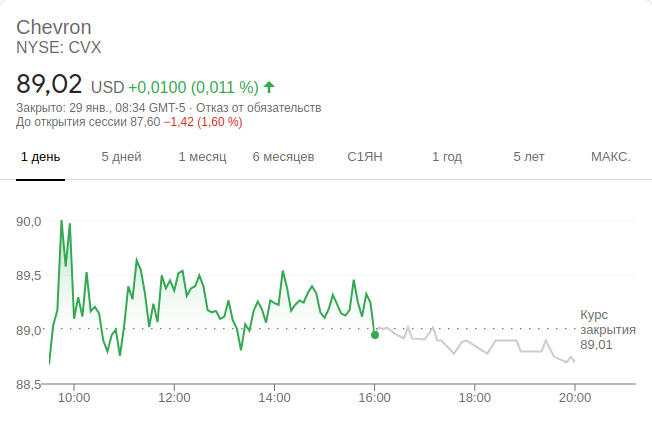 Chevron
NYSE: CVX
89,02 USD +0,0100 (0,011 %)
Закрыто: 29 янв., 08:34 GMT-5 · Отказ от обязательств
До открытия сессии 87,60 −1,42 (1,60 %)
1 день 5 дней 1 месяц 6 месяцев С1ЯН 1 год 5 лет МАКС.
90,0
89,5
89,0
88,5
Курс
закрытия
89,01
10:00 12:00 14:00 16:00 18:00 20:00